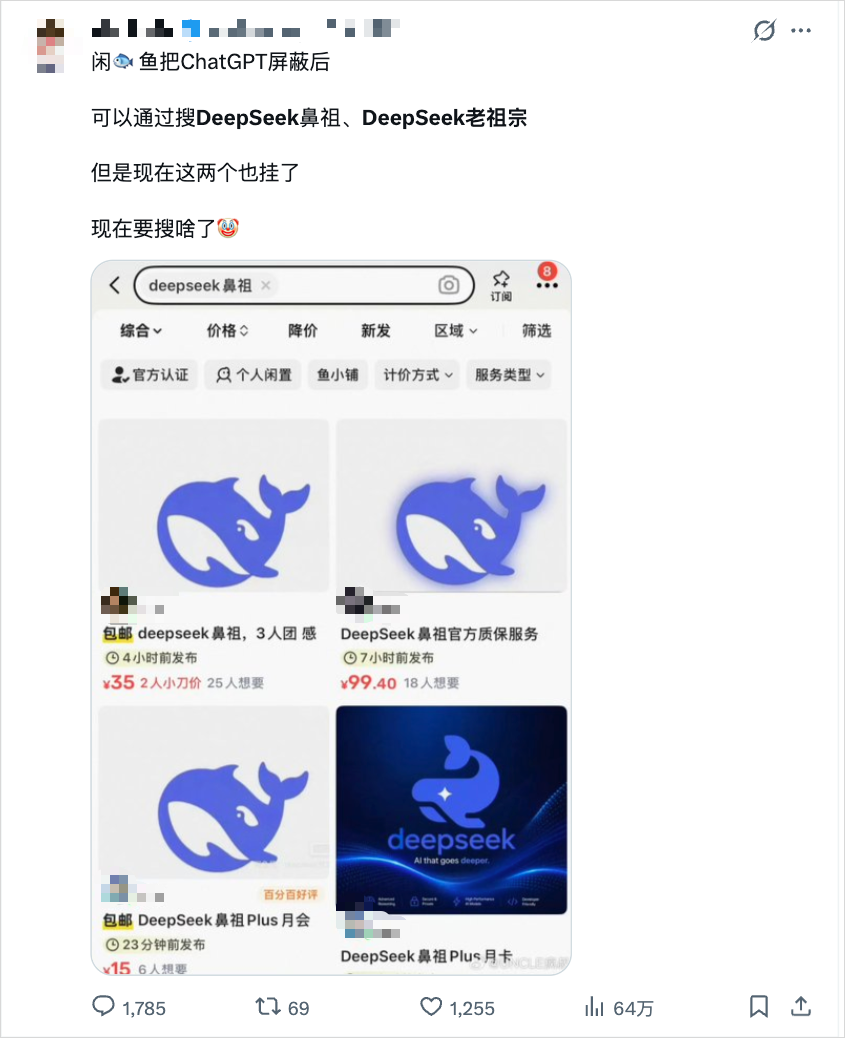 闲🐟鱼把ChatGPT屏蔽后
可以通过搜DeepSeek鼻祖、DeepSeek老祖宗
但是现在这两个也挂了
现在要搜啥了🤡
deepseek鼻祖 ×
订阅
8
综合
价格
降价
新发
区域
筛选
官方认证
个人闲置
鱼小铺
计价方式
服务类型
包邮 deepseek鼻祖，3人团 感
4小时前发布
¥35 2人小刀价 25人想要
DeepSeek鼻祖官方质保服务
7小时前发布
¥99.40 18人想要
deepseek
AI that goes deeper.
百分百好评
包邮 DeepSeek鼻祖Plus月会
23分钟前发布
¥15 6人想要
DeepSeek鼻祖Plus月卡
1,785
69
1,255
64万